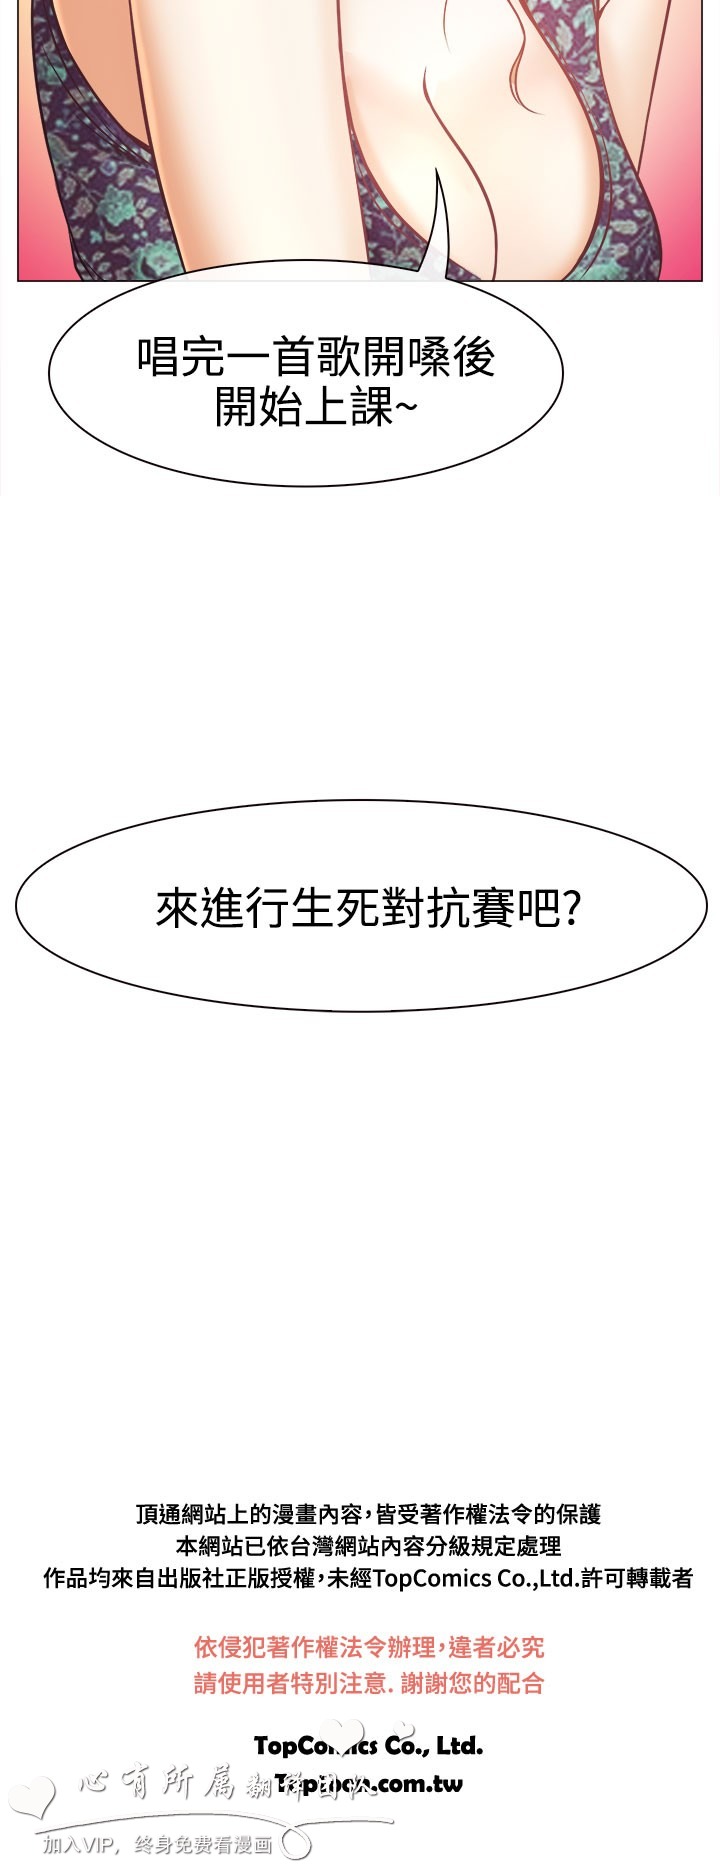 唱完一首歌開嗓後
開始上課~
來進行生死對抗賽吧?
頂通網站上的漫畫內容,皆受著作權法令的保護
本網站已依台灣網站內容分級規定處理
作品均來自出版社正版授權,未經TopComics Co.,Ltd.許可轉載者
依侵犯著作權法令辦理,違者必究
請使用者特別注意. 謝謝您的配合
TopComics Co., Ltd.
Toptoon.com.tw
心有所属翻译团队
加入VIP，终身免费看漫画